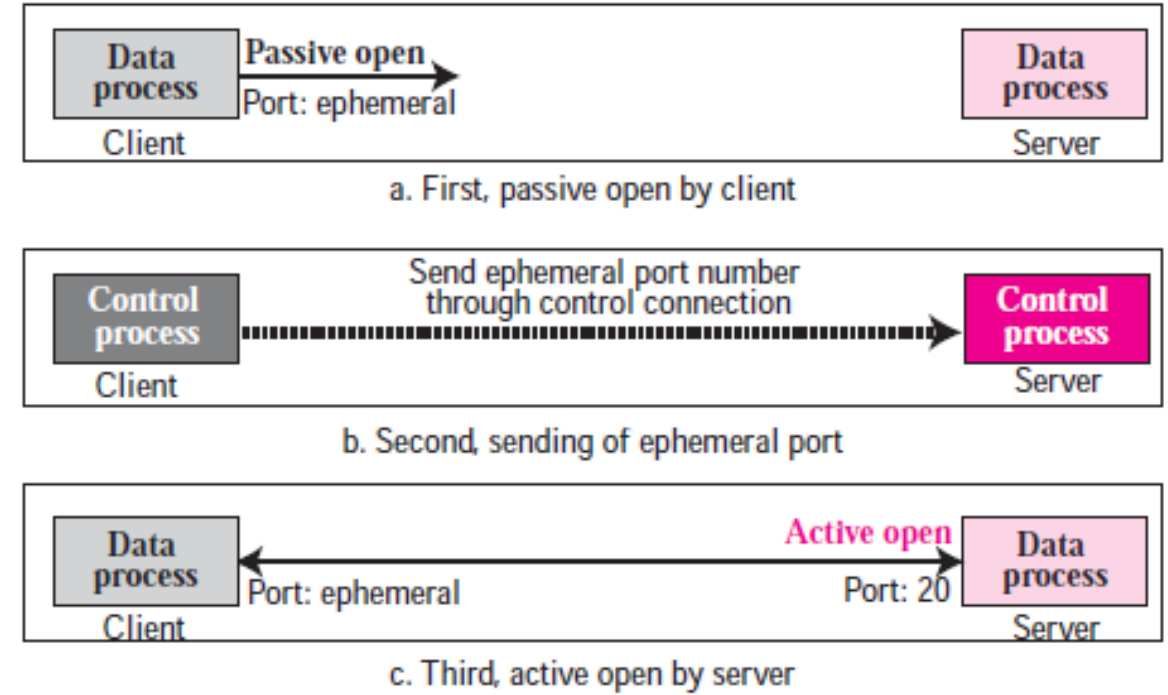 Data
process
Client
Passive open
Port: ephemeral
Data
process
Server
a. First, passive open by client
Control
process
Client
Send ephemeral port number
through control connection
Control
process
Server
b. Second, sending of ephemeral port
Data
process
Client
Port: ephemeral
Active open
Port: 20
Data
process
Server
c. Third, active open by server